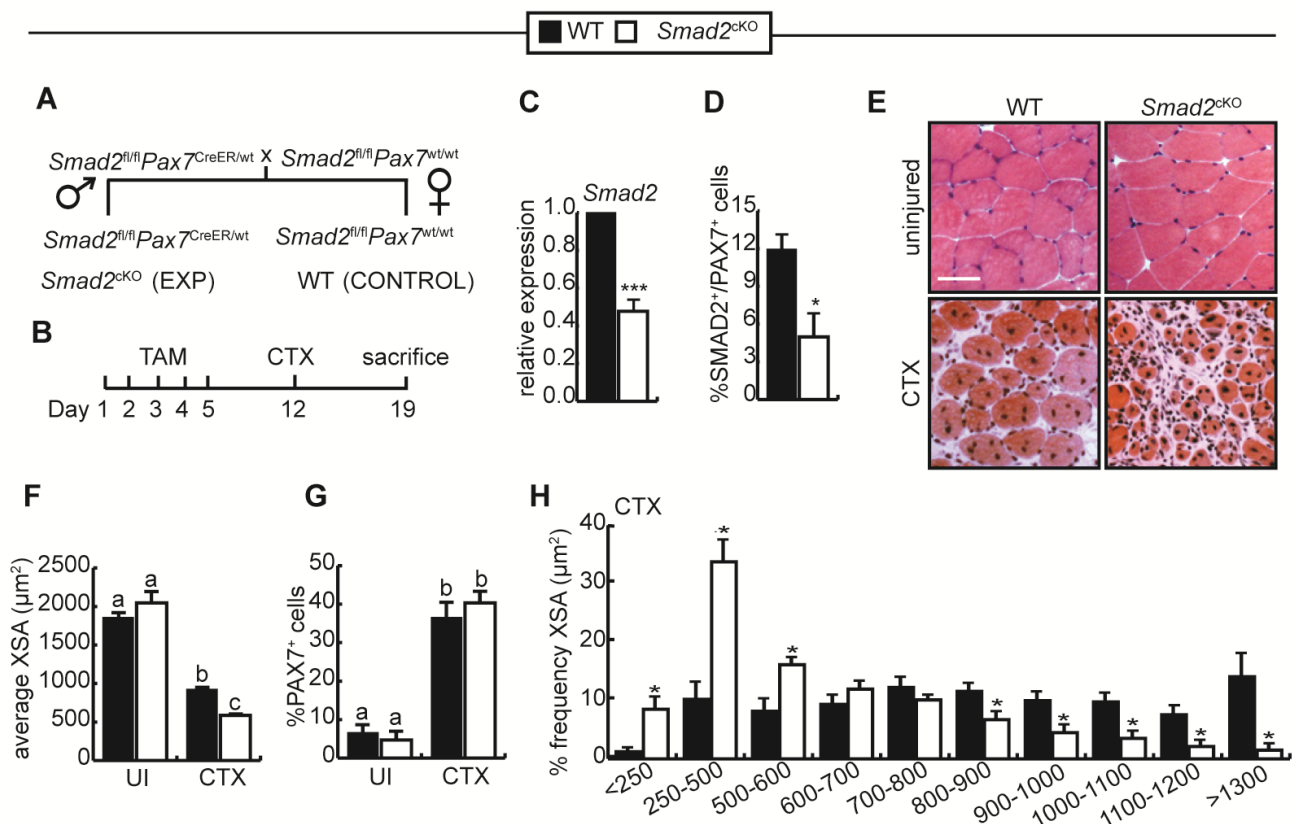 WT Smad2cKO
A
Smad2fl/flPax7CreER/wt x Smad2fl/flPax7wt/wt
♂ ♀
Smad2fl/flPax7CreER/wt Smad2fl/flPax7wt/wt
Smad2cKO (EXP) WT (CONTROL)
B
TAM CTX sacrifice
Day 1 2 3 4 5 12 19
C
Smad2
relative expression
1.0
0.8
0.6
0.4
0.2
0.0
***
D
%SMAD2+/PAX7+ cells
15
12
9
6
3
0
*
E
WT Smad2cKO
uninjured
CTX
F
average XSA (µm2)
2500
2000
1500
1000
500
0
a a b c
UI CTX
G
%PAX7+ cells
50
40
30
20
10
0
a a b b
UI CTX
H
CTX
% frequency XSA (µm2)
40
30
20
10
0
* * * * * * * *
<250 250-500 500-600 600-700 700-800 800-900 900-1000 1000-1100 1100-1200 >1300